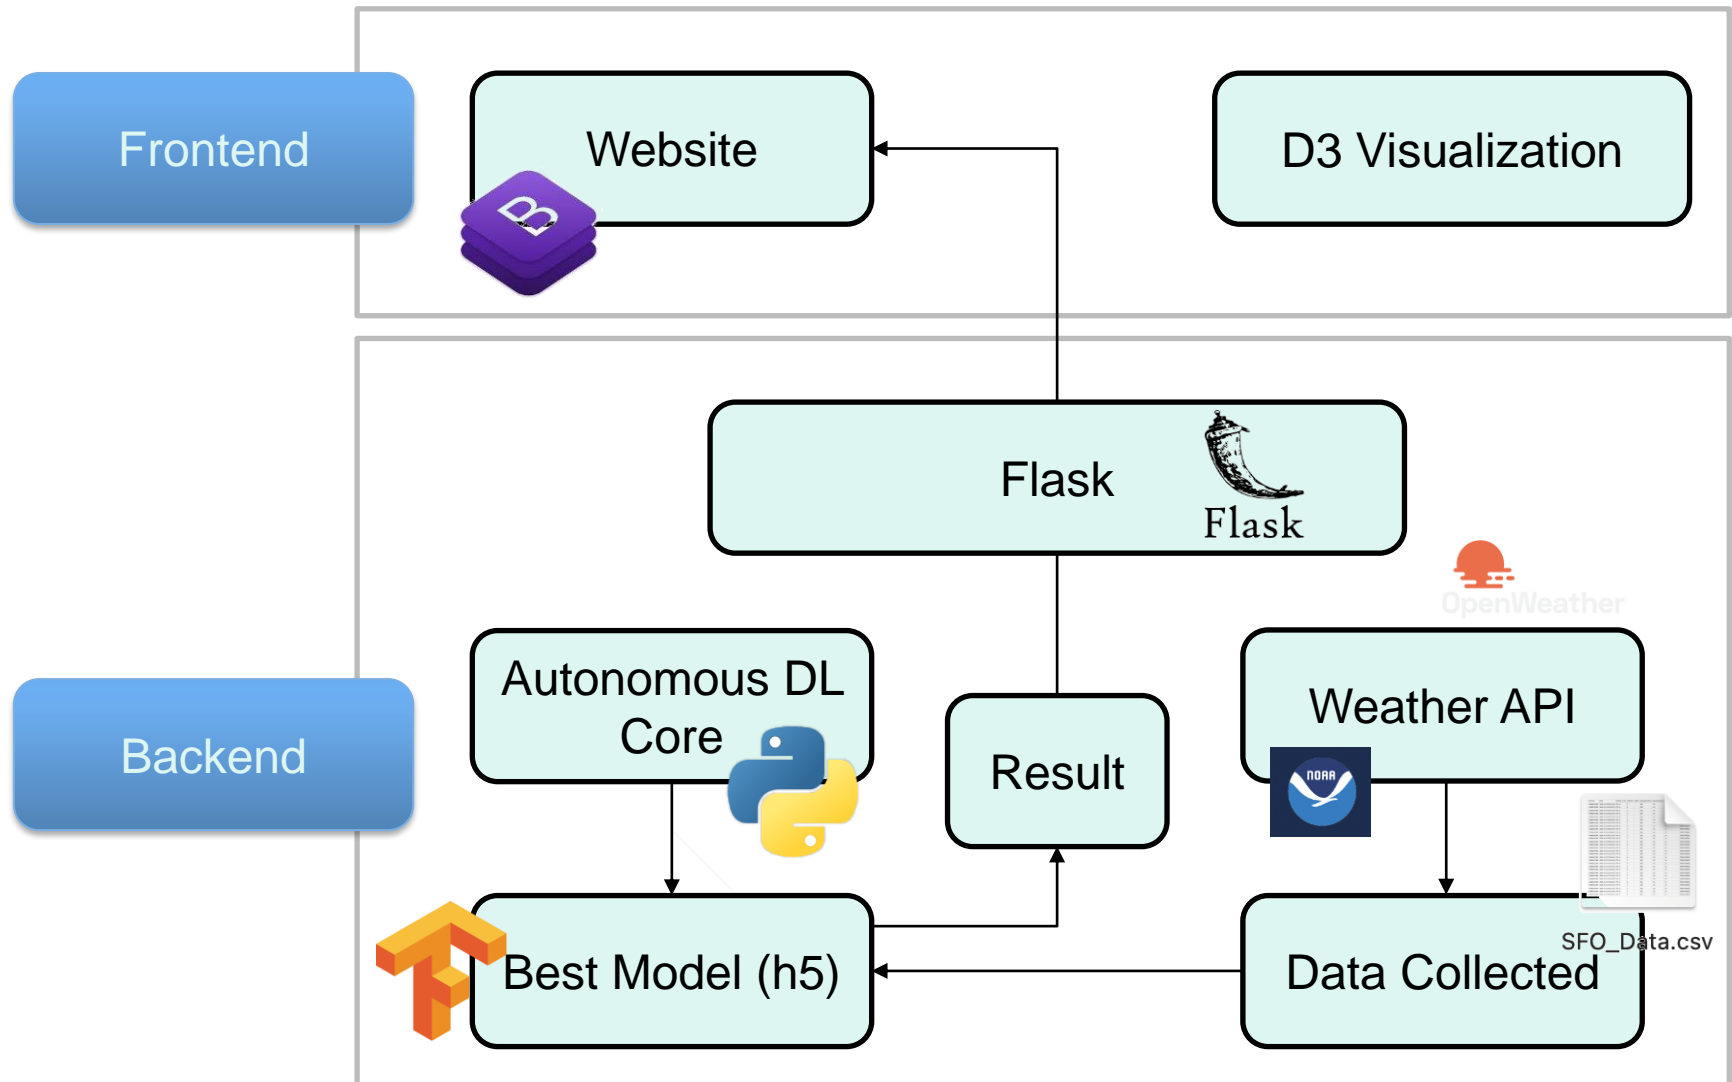 Frontend
Website
B
D3 Visualization
Flask
Flask
OpenWeather
Autonomous DL
Core
Weather API
Backend
Result
NOAA
SFO_Data.csv
Best Model (h5)
Data Collected